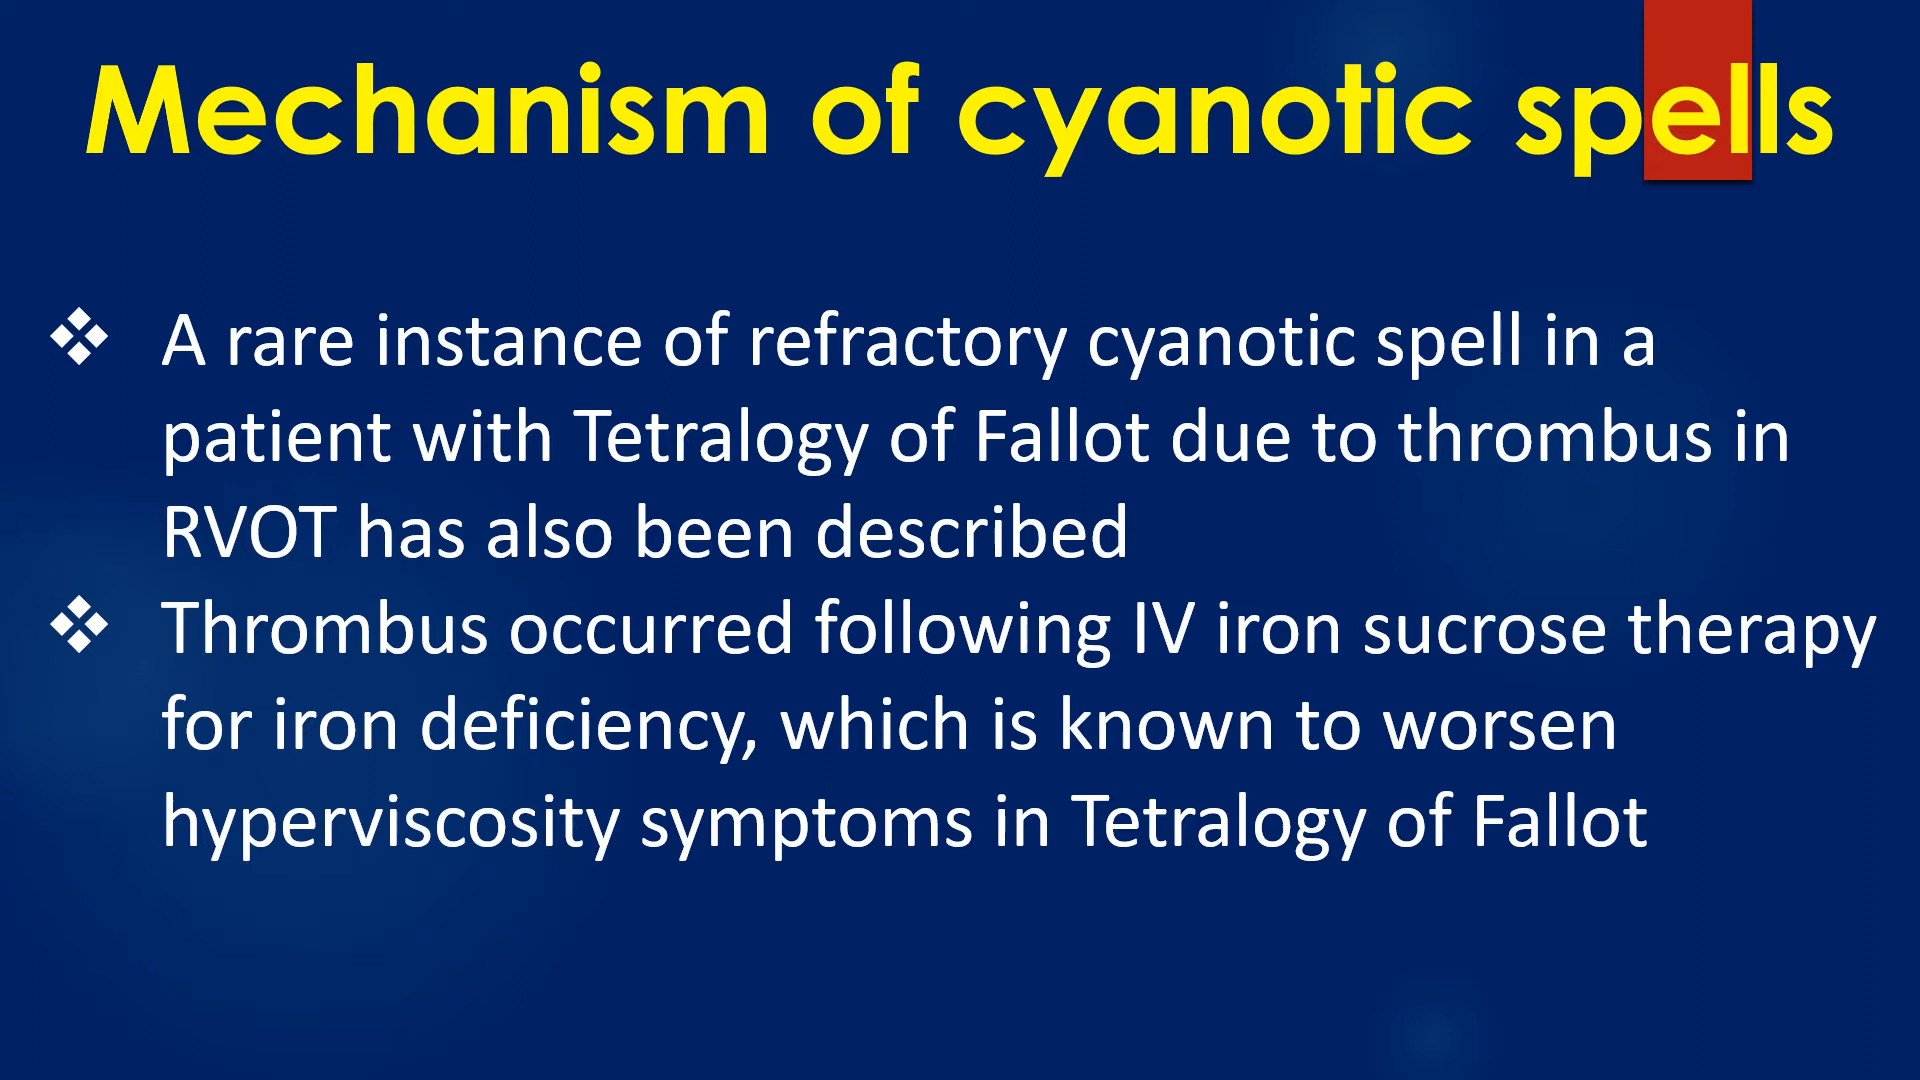 Mechanism of cyanotic spells
❖ A rare instance of refractory cyanotic spell in a
patient with Tetralogy of Fallot due to thrombus in
RVOT has also been described
❖ Thrombus occurred following IV iron sucrose therapy
for iron deficiency, which is known to worsen
hyperviscosity symptoms in Tetralogy of Fallot